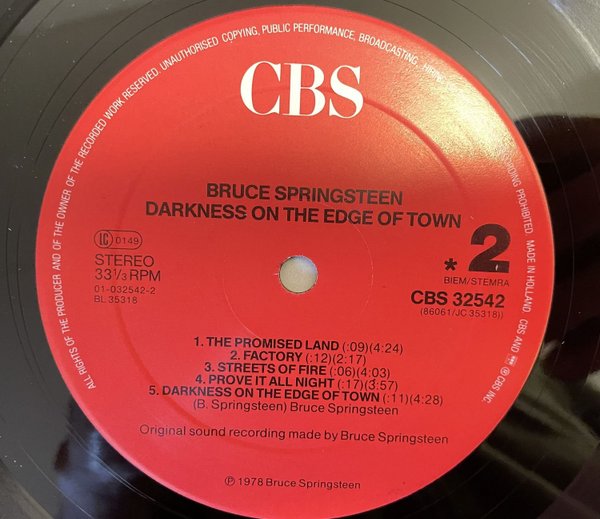 ALL RIGHTS OF THE PRODUCER AND OF THE OWNER OF THE RECORDED WORK RESERVED. UNAUTHORISED COPYING, PUBLIC PERFORMANCE, BROADCASTING, HIRING
RECORDING PROHIBITED. MADE IN HOLLAND CBS AND ® CBS INC.
CBS
BRUCE SPRINGSTEEN
DARKNESS ON THE EDGE OF TOWN
LC 0149
STEREO
33 1/3 RPM
01-032542-2
BL 35318
* 2
BIEM/STEMRA
CBS 32542
(86061/JC 35318))
1. THE PROMISED LAND (:09)(4:24)
2. FACTORY (:12)(2:17)
3. STREETS OF FIRE (:06)(4:03)
4. PROVE IT ALL NIGHT (:17)(3:57)
5. DARKNESS ON THE EDGE OF TOWN (:11)(4:28)
(B. Springsteen) Bruce Springsteen
Original sound recording made by Bruce Springsteen
℗ 1978 Bruce Springsteen